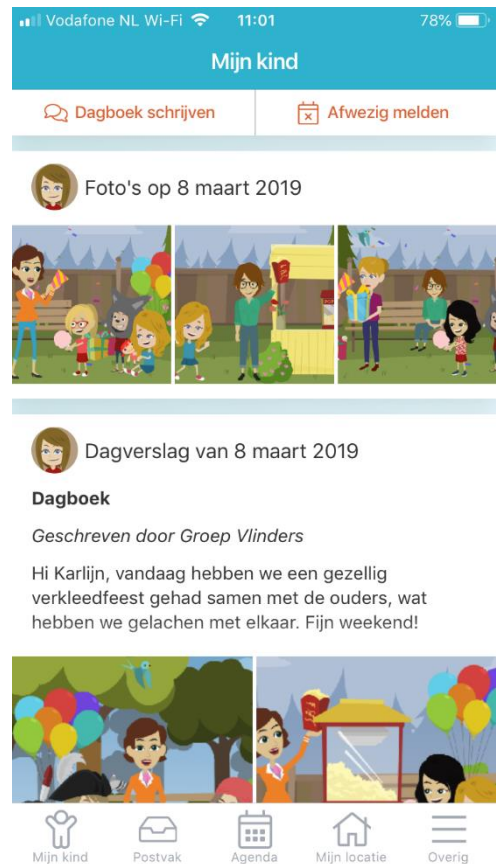 Vodafone NL Wi-Fi 11:01 78%
Mijn kind
Dagboek schrijven Afwezig melden
Foto's op 8 maart 2019
Dagverslag van 8 maart 2019
Dagboek
Geschreven door Groep Vlinders
Hi Karlijn, vandaag hebben we een gezellig
verkleedfeest gehad samen met de ouders, wat
hebben we gelachen met elkaar. Fijn weekend!
Mijn kind Postvak Agenda Mijn locatie Overig